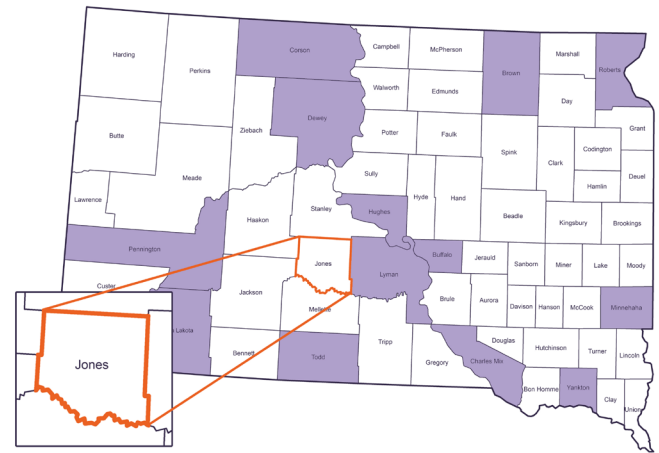 Corson
Campbell
McPherson
Marshall
Roberts
Harding
Perkins
Brown
Walworth
Edmunds
Day
Dewey
Ziebach
Butte
Potter
Faulk
Grant
Spink
Codington
Clark
Meade
Sully
Deuel
Hamlin
Lawrence
Hyde
Hand
Stanley
Hughes
Haakon
Beadle
Kingsbury
Brookings
Pennington
Buffalo
Jerauld
Jones
Lyman
Sanborn
Miner
Lake
Moody
Custer
Jackson
Brule
Aurora
Davison
Hanson
McCook
Minnehaha
Mellette
Lakota
Tripp
Douglas
Hutchinson
Turner
Lincoln
Bennett
Todd
Gregory
Charles Mix
Jones
Bon Homme
Yankton
Clay
Union